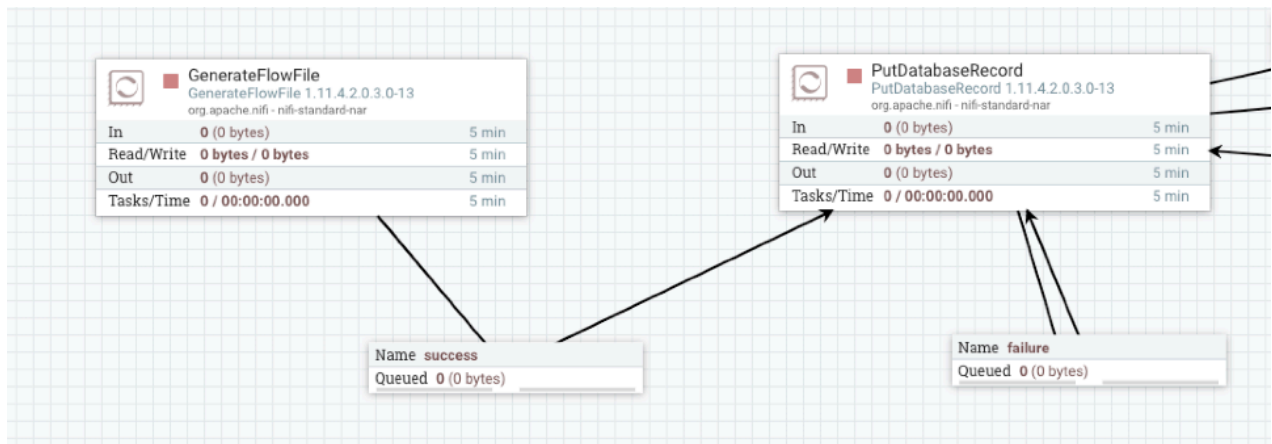 GenerateFlowFile
GenerateFlowFile 1.11.4.2.0.3.0-13
org.apache.nifi - nifi-standard-nar
In 0 (0 bytes) 5 min
Read/Write 0 bytes / 0 bytes 5 min
Out 0 (0 bytes) 5 min
Tasks/Time 0 / 00:00:00.000 5 min
PutDatabaseRecord
PutDatabaseRecord 1.11.4.2.0.3.0-13
org.apache.nifi - nifi-standard-nar
In 0 (0 bytes) 5 min
Read/Write 0 bytes / 0 bytes 5 min
Out 0 (0 bytes) 5 min
Tasks/Time 0 / 00:00:00.000 5 min
Name success
Queued 0 (0 bytes)
Name failure
Queued 0 (0 bytes)